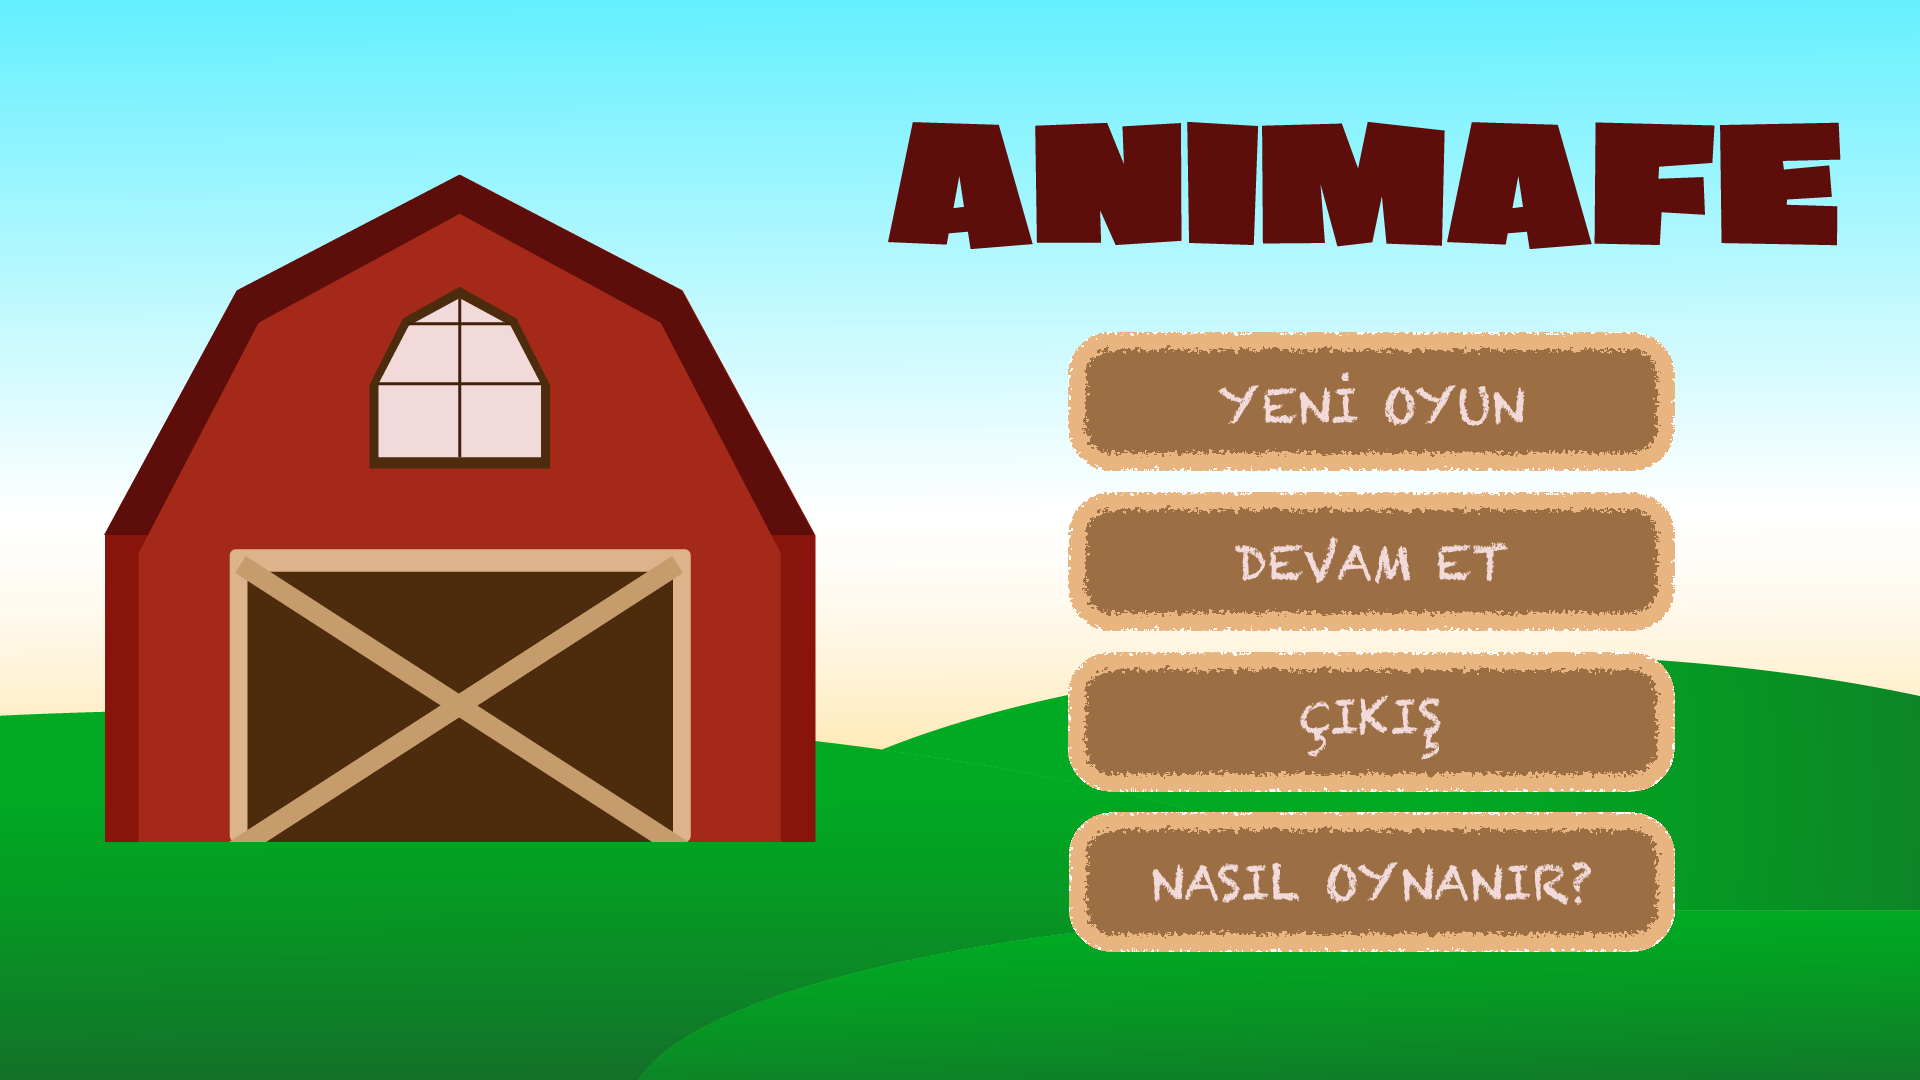 ANIMAFE
YENİ OYUN
DEVAM ET
ÇIKIŞ
NASIL OYNANIR?